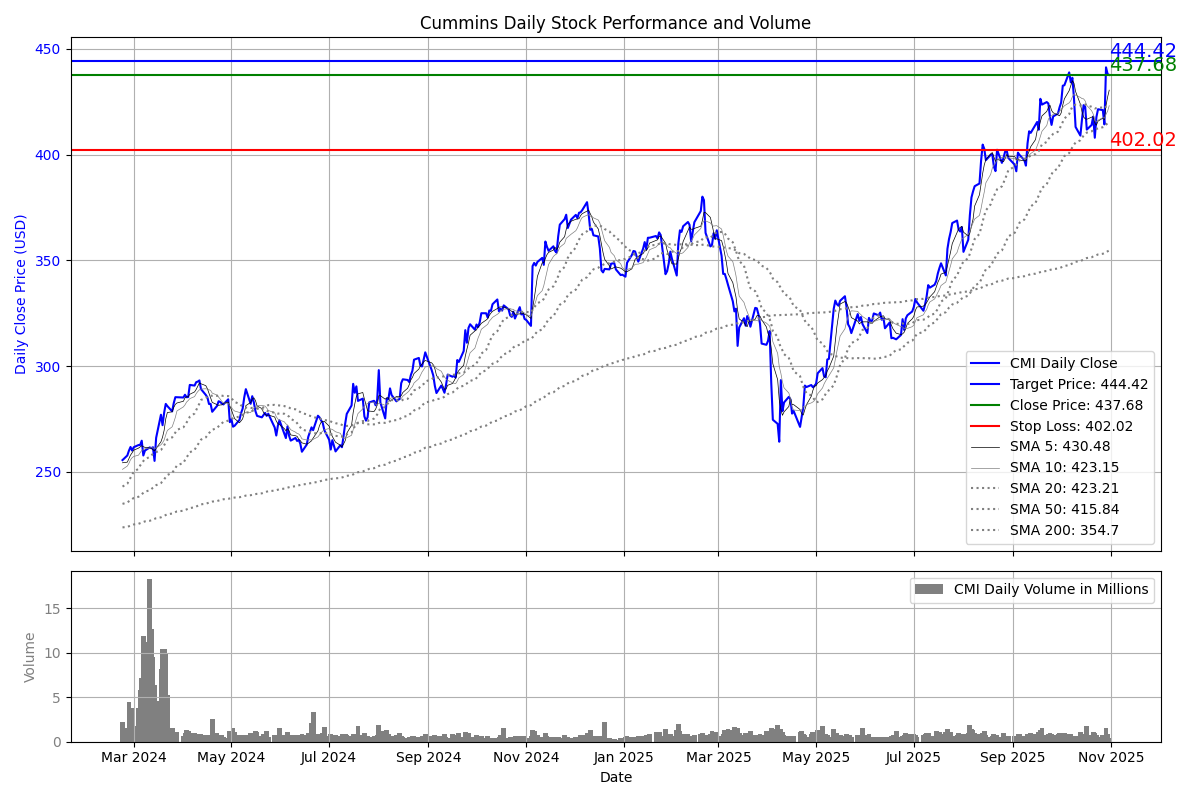 Cummins Daily Stock Performance and Volume
Daily Close Price (USD)
450
400
350
300
250
444.42
437.68
402.02
CMI Daily Close
Target Price: 444.42
Close Price: 437.68
Stop Loss: 402.02
SMA 5: 430.48
SMA 10: 423.15
SMA 20: 423.21
SMA 50: 415.84
SMA 200: 354.7
Volume
15
10
5
0
CMI Daily Volume in Millions
Mar 2024 May 2024 Jul 2024 Sep 2024 Nov 2024 Jan 2025 Mar 2025 May 2025 Jul 2025 Sep 2025 Nov 2025
Date